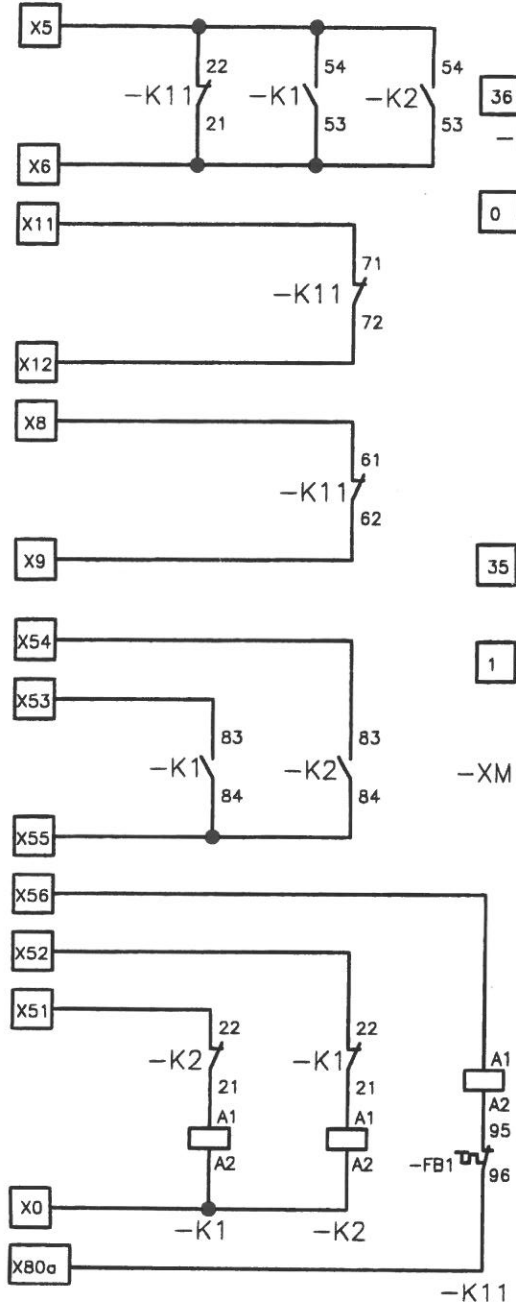 X5
22 54 54
-K11 -K1 -K2 36
21 53 53
-
X6
0
X11
71
-K11
72
X12
X8
61
-K11
62
X9
35
X54
1
X53
83 83
-K1 -K2 -XM
84 84
X55
X56
X52
X51
22 22
-K2 -K1
21 21 A1
A1 A1 A2
A2 A2 95
-FB1
96
X0
-K1 -K2
X80a
-K11